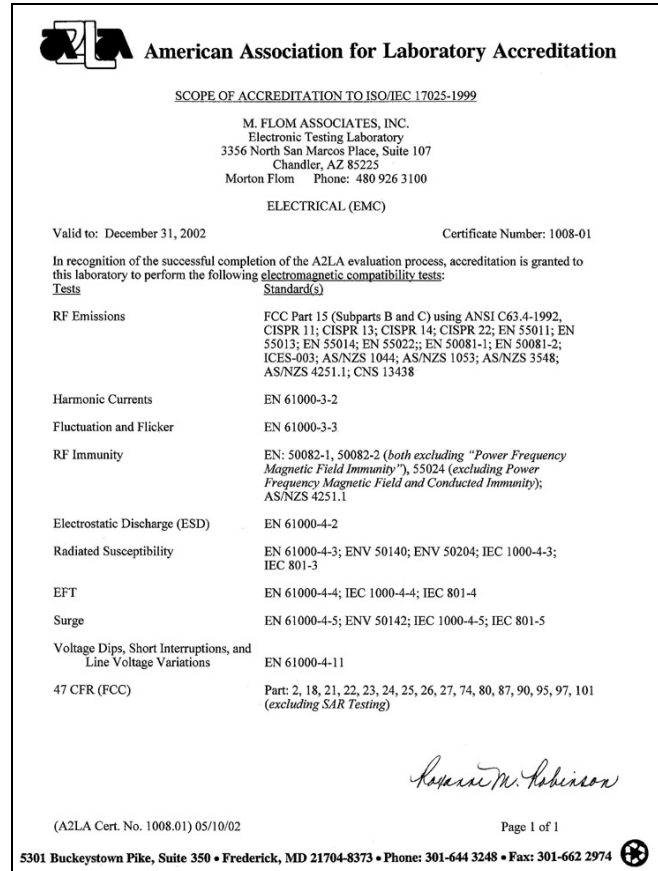 A2LA American Association for Laboratory Accreditation
SCOPE OF ACCREDITATION TO ISO/IEC 17025-1999
M. FLOM ASSOCIATES, INC.
Electronic Testing Laboratory
3356 North San Marcos Place, Suite 107
Chandler, AZ 85225
Morton Flom Phone: 480 926 3100
ELECTRICAL (EMC)
Valid to: December 31, 2002 Certificate Number: 1008-01
In recognition of the successful completion of the A2LA evaluation process, accreditation is granted to
this laboratory to perform the following electromagnetic compatibility tests:
Tests Standard(s)
RF Emissions FCC Part 15 (Subparts B and C) using ANSI C63.4-1992,
CISPR 11; CISPR 13; CISPR 14; CISPR 22; EN 55011; EN
55013; EN 55014; EN 55022;; EN 50081-1; EN 50081-2;
ICES-003; AS/NZS 1044; AS/NZS 1053; AS/NZS 3548;
AS/NZS 4251.1; CNS 13438
Harmonic Currents EN 61000-3-2
Fluctuation and Flicker EN 61000-3-3
RF Immunity EN: 50082-1, 50082-2 (both excluding "Power Frequency
Magnetic Field Immunity"), 55024 (excluding Power
Frequency Magnetic Field and Conducted Immunity);
AS/NZS 4251.1
Electrostatic Discharge (ESD) EN 61000-4-2
Radiated Susceptibility EN 61000-4-3; ENV 50140; ENV 50204; IEC 1000-4-3;
IEC 801-3
EFT EN 61000-4-4; IEC 1000-4-4; IEC 801-4
Surge EN 61000-4-5; ENV 50142; IEC 1000-4-5; IEC 801-5
Voltage Dips, Short Interruptions, and
Line Voltage Variations EN 61000-4-11
47 CFR (FCC) Part: 2, 18, 21, 22, 23, 24, 25, 26, 27, 74, 80, 87, 90, 95, 97, 101
(excluding SAR Testing)
Roxanne M. Robinson
(A2LA Cert. No. 1008.01) 05/10/02 Page 1 of 1
5301 Buckeystown Pike, Suite 350 • Frederick, MD 21704-8373 • Phone: 301-644 3248 • Fax: 301-662 2974